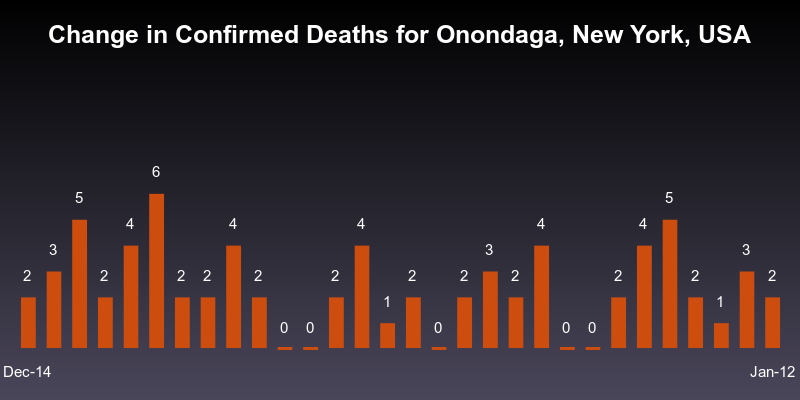 Change in Confirmed Deaths for Onondaga, New York, USA
2 3 5 2 4 6 2 2 4 2 0 0 2 4 1 2 0 2 3 2 4 0 0 2 4 5 2 1 3 2
Dec-14 Jan-12